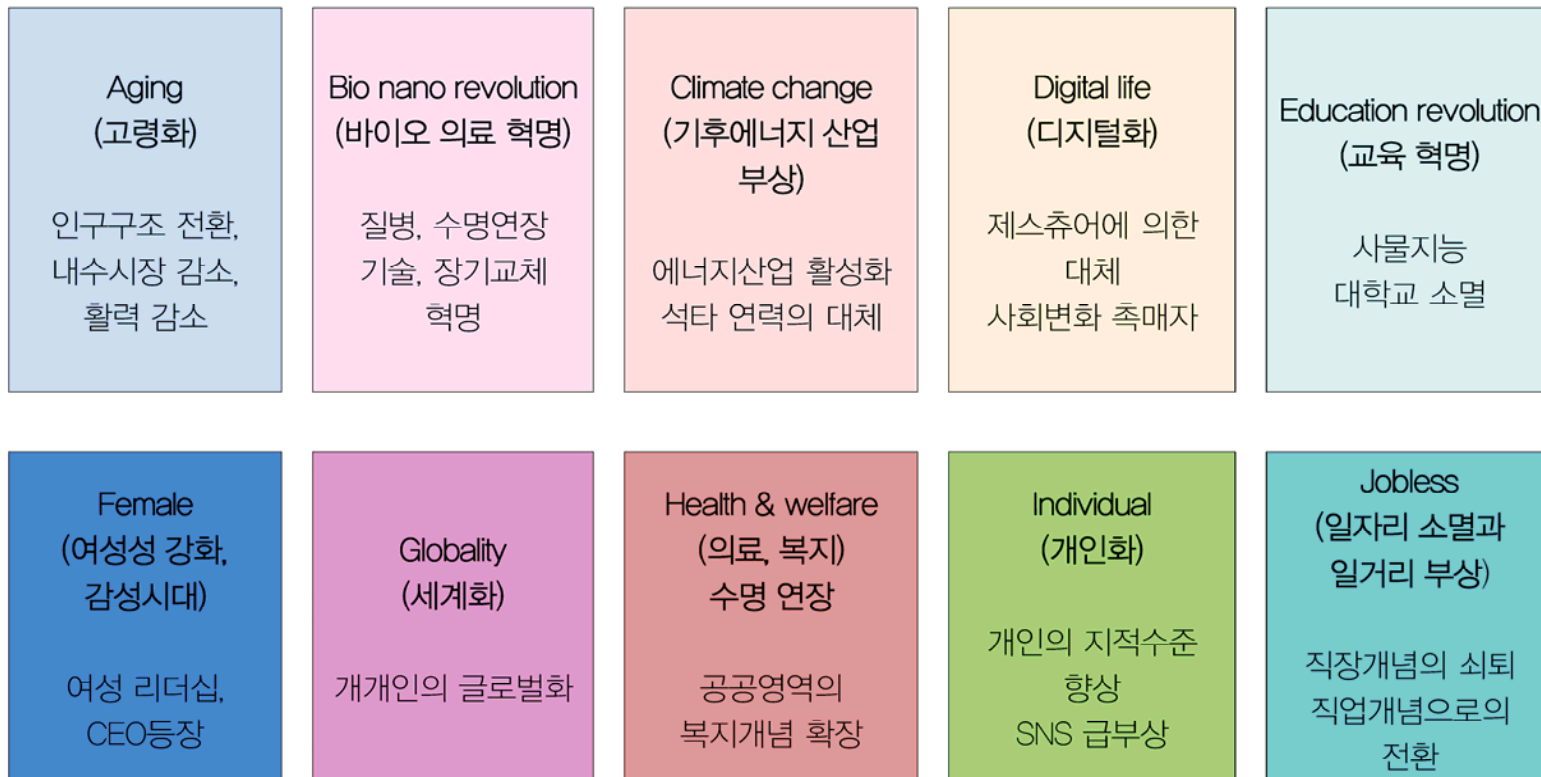 Aging
(고령화)
인구구조 전환,
내수시장 감소,
활력 감소
Bio nano revolution
(바이오 의료 혁명)
질병, 수명연장
기술, 장기교체
혁명
Climate change
(기후에너지 산업
부상)
에너지산업 활성화
석타 연력의 대체
Digital life
(디지털화)
제스츄어에 의한
대체
사회변화 촉매자
Education revolution
(교육 혁명)
사물지능
대학교 소멸
Female
(여성성 강화,
감성시대)
여성 리더십,
CEO등장
Globality
(세계화)
개개인의 글로벌화
Health & welfare
(의료, 복지)
수명 연장
공공영역의
복지개념 확장
Individual
(개인화)
개인의 지적수준
향상
SNS 급부상
Jobless
(일자리 소멸과
일거리 부상)
직장개념의 쇠퇴
직업개념으로의
전환